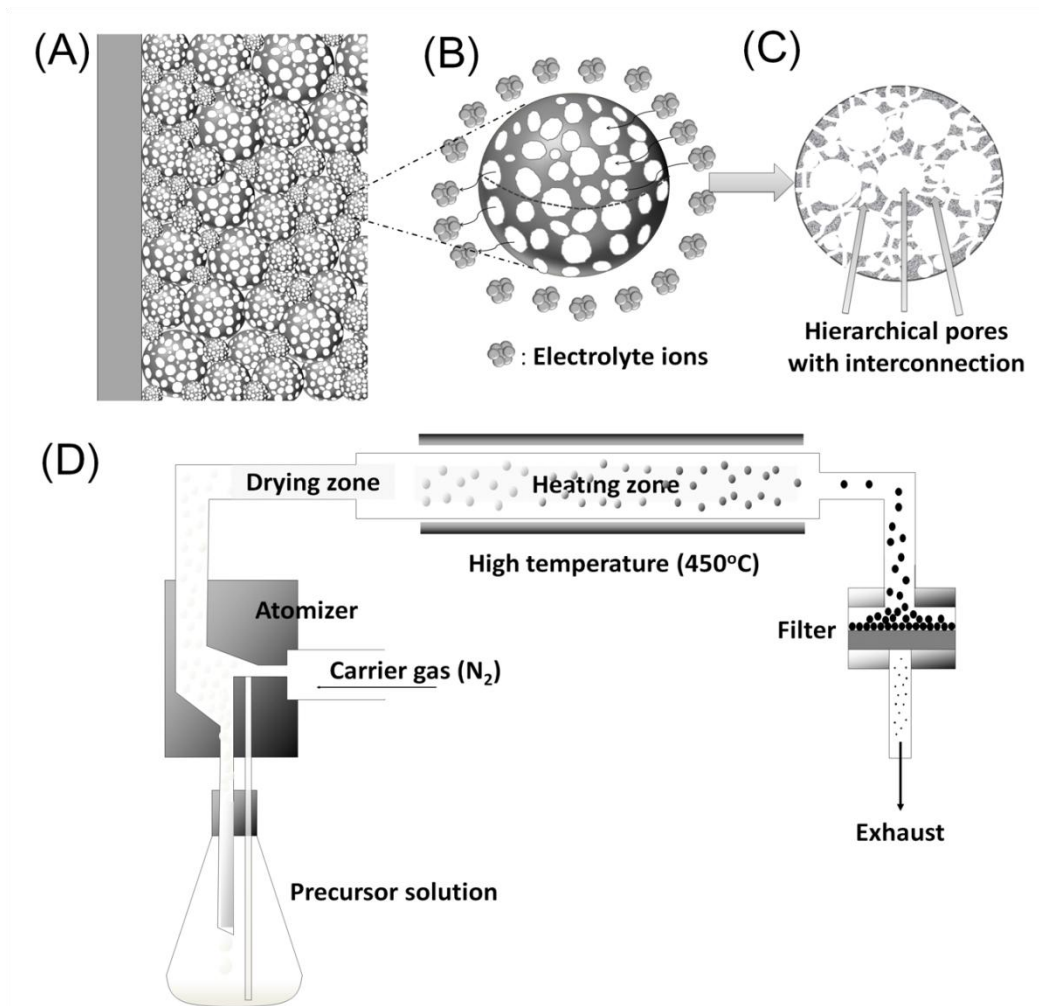 (A)
(B)
(C)
: Electrolyte ions
Hierarchical pores
with interconnection
(D)
Drying zone
Heating zone
High temperature (450°C)
Atomizer
Carrier gas (N₂)
Filter
Exhaust
Precursor solution